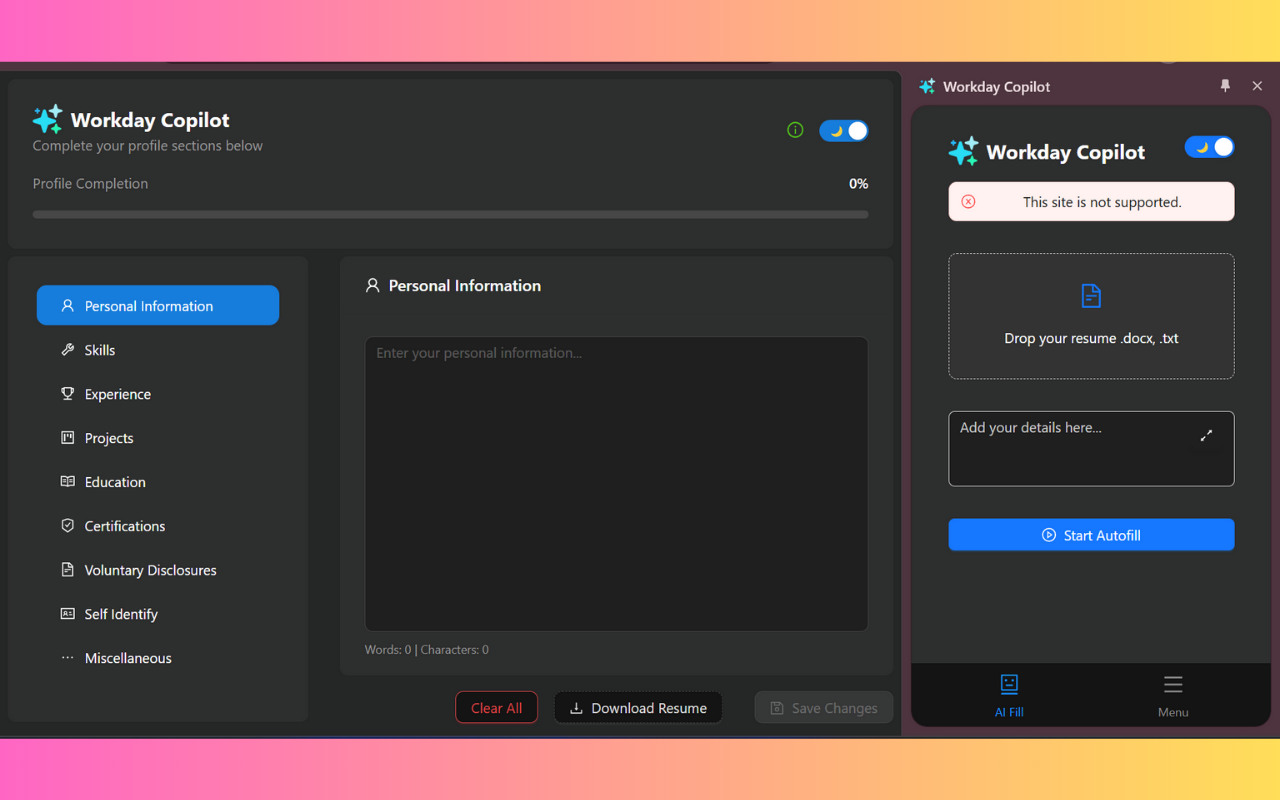 Workday Copilot
Complete your profile sections below
Profile Completion
0%
Personal Information
Skills
Experience
Projects
Education
Certifications
Voluntary Disclosures
Self Identify
Miscellaneous
Personal Information
Enter your personal information...
Words: 0 | Characters: 0
Clear All
Download Resume
Save Changes
Workday Copilot
Workday Copilot
This site is not supported.
Drop your resume .docx, .txt
Add your details here...
Start Autofill
AI Fill
Menu